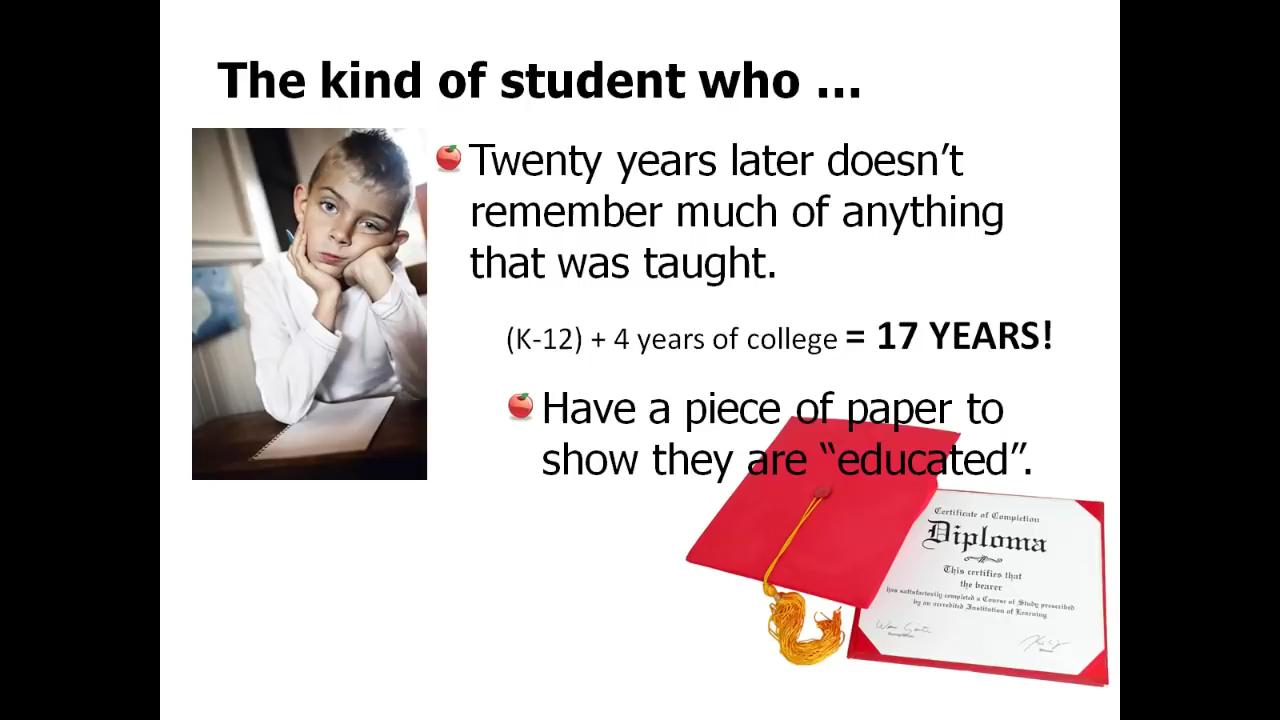 The kind of student who ...
Twenty years later doesn’t
remember much of anything
that was taught.
(K-12) + 4 years of college = 17 YEARS!
Have a piece of paper to
show they are “educated”.
Certificate of Completion
Diploma
This certifies that
the bearer
has satisfactorily completed a Course of Study prescribed
by an accredited Institution of Learning